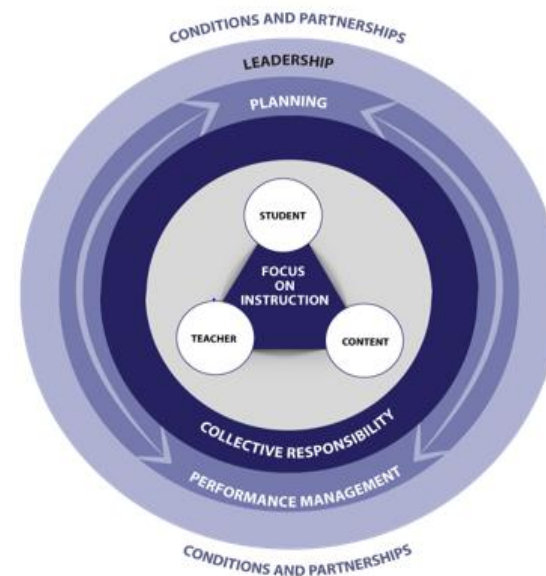 CONDITIONS AND PARTNERSHIPS
LEADERSHIP
PLANNING
STUDENT
FOCUS
ON
INSTRUCTION
TEACHER
CONTENT
COLLECTIVE RESPONSIBILITY
PERFORMANCE MANAGEMENT
CONDITIONS AND PARTNERSHIPS